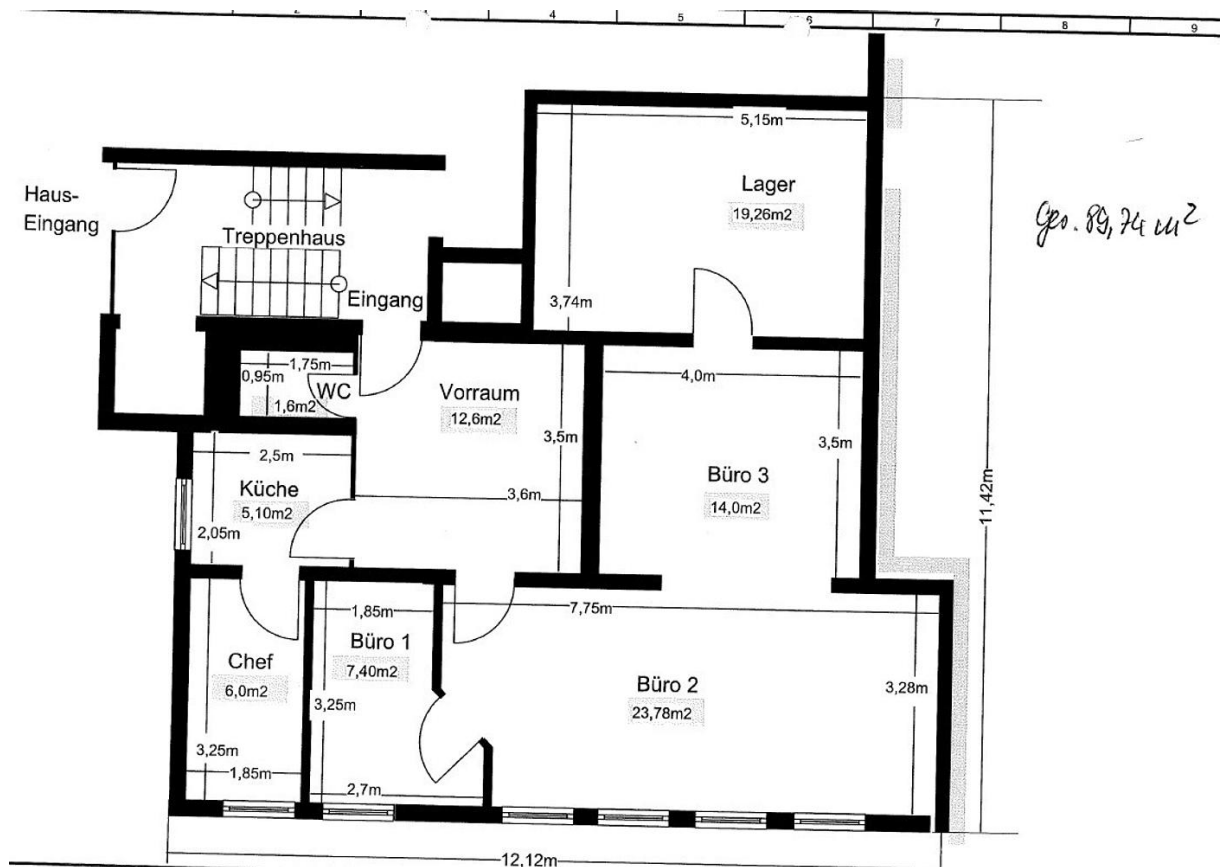 4
5
6
7
8
9
5,15m
Lager
19,26m2
3,74m
Ges. 89,74 m²
Haus-
Eingang
Treppenhaus
Eingang
1,75m
0,95m
WC
1,6m2
Vorraum
12,6m2
3,5m
3,6m
4,0m
3,5m
Büro 3
14,0m2
11,42m
2,5m
Küche
5,10m2
2,05m
1,85m
Büro 1
7,40m2
3,25m
2,7m
7,75m
Chef
6,0m2
3,25m
1,85m
Büro 2
23,78m2
3,28m
12,12m